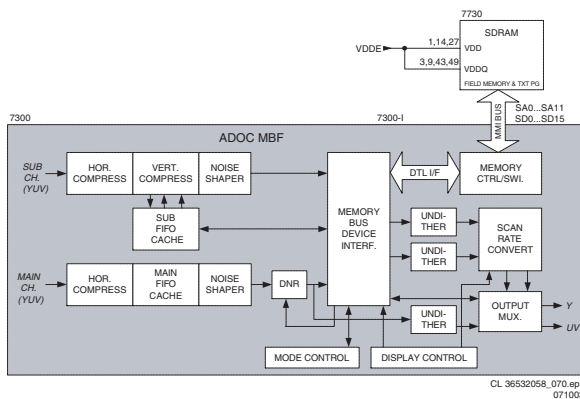 7730
SDRAM
VDDE
1,14,27
VDD
3,9,43,49
VDDQ
FIELD MEMORY & TXT PG
MMI BUS
SA0...SA11
SD0...SD15
7300
7300-I
ADOC MBF
SUB
CH.
(YUV)
HOR.
COMPRESS
VERT.
COMPRESS
NOISE
SHAPER
SUB
FIFO
CACHE
MEMORY
BUS
DEVICE
INTERF.
DTL I/F
MEMORY
CTRL/SWI.
UNDI-
THER
UNDI-
THER
SCAN
RATE
CONVERT
MAIN
CH.
(YUV)
HOR.
COMPRESS
MAIN
FIFO
CACHE
NOISE
SHAPER
DNR
UNDI-
THER
OUTPUT
MUX.
Y
UV
MODE CONTROL
DISPLAY CONTROL
CL 36532058_070.ep
07100